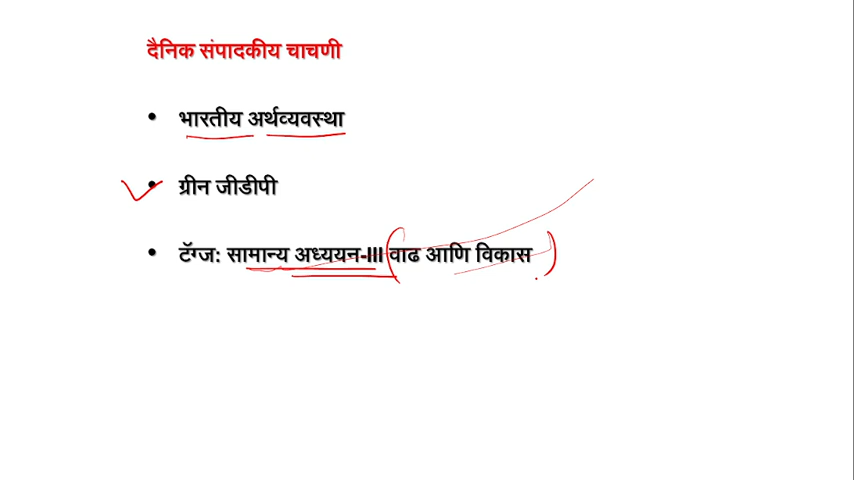 दैनिक संपादकीय चाचणी
• भारतीय अर्थव्यवस्था
• ग्रीन जीडीपी
• टॅग्ज: सामान्य अध्ययन-III वाढ आणि विकास